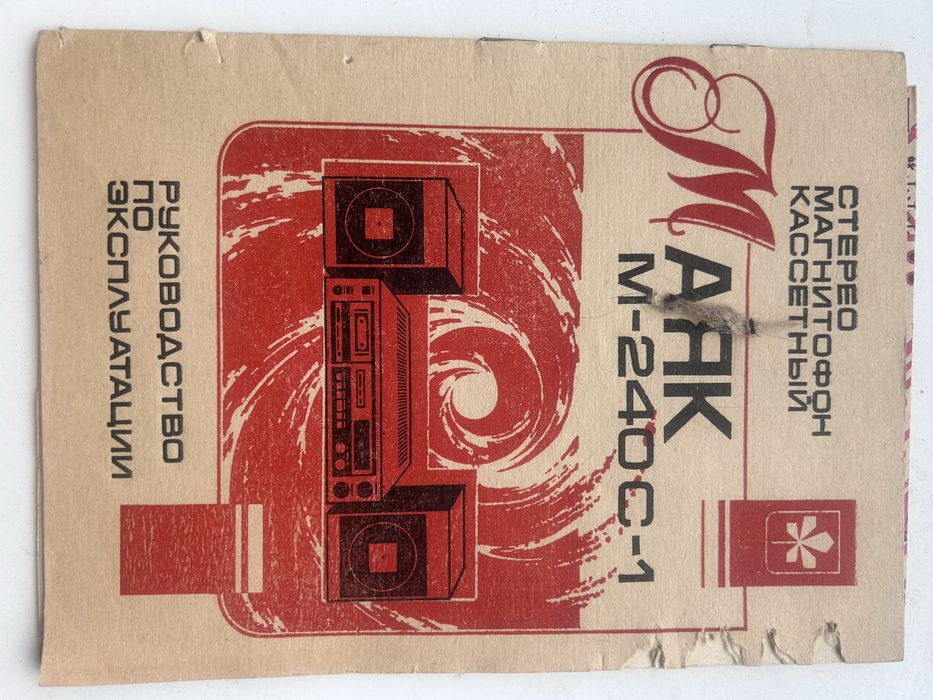 СТЕРЕО
МАГНИТОФОН
КАССЕТНЫЙ
МАЯК
М-240С-1
РУКОВОДСТВО
ПО
ЭКСПЛУАТАЦИИ